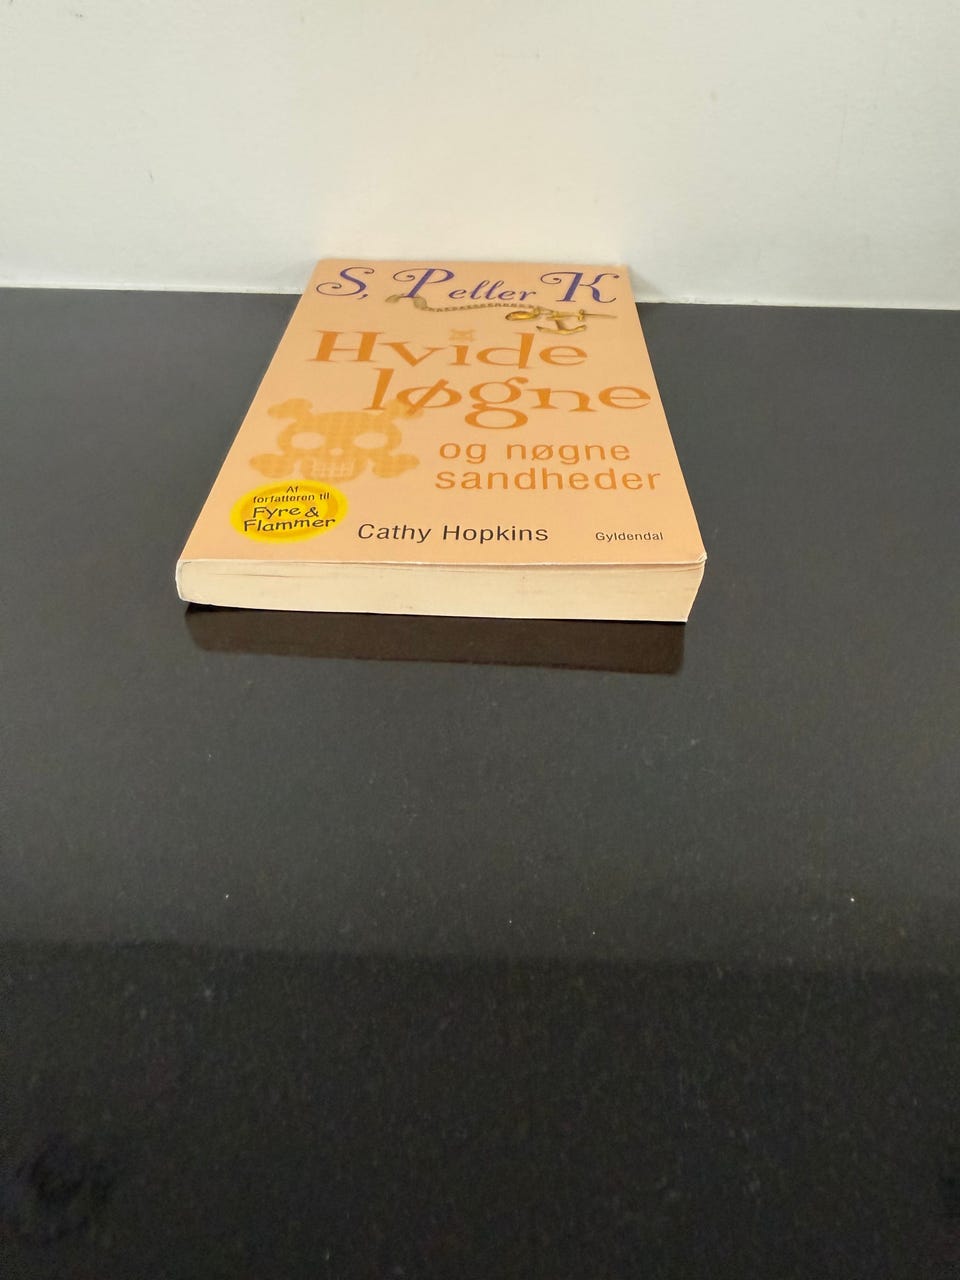 S, P eller K
Hvide
løgne
og nøgne
sandheder
Af
forfatteren til
Fyre &
Flammer
Cathy Hopkins
Gyldendal